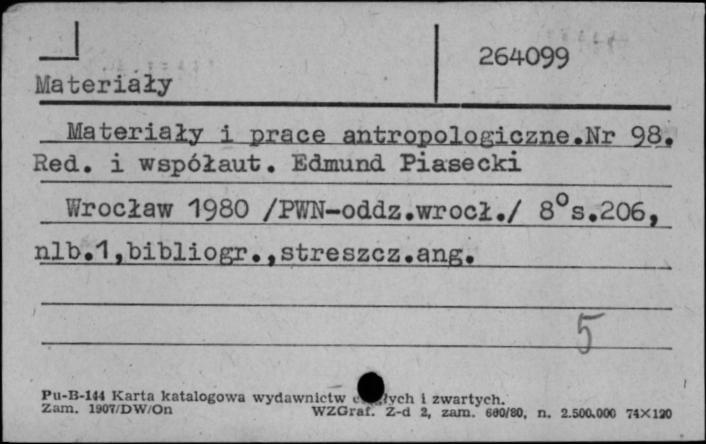 264099
Materiały
Materiały i prace antropologiczne.Nr 98.
Red. i współaut. Edmund Piasecki
Wrocław 1980 /PWN-oddz.wrocł./ 8°s.206,
nlb.1,bibliogr.,streszcz.ang.
5
Pu-B-144 Karta katalogowa wydawnictw i zwartych.
Zam. 1907/DW/On WZGraf. Z-d 2, zam. 600/80, n. 2.500.000 74X120